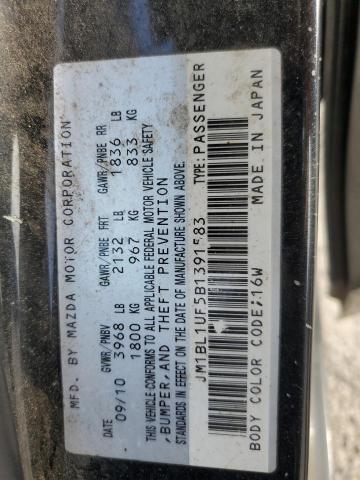 MFD. BY MAZDA MOTOR CORPORATION
GVWR/PNBV GAWR/PNBE FRT GAWR/PNBE RR
DATE 3968 LB 2132 LB 1836 LB
09/10 1800 KG 967 KG 833 KG
THIS VEHICLE CONFORMS TO ALL APPLICABLE FEDERAL MOTOR VEHICLE SAFETY
,BUMPER, AND THEFT PREVENTION
STANDARDS IN EFFECT ON THE DATE OF MANUFACTURE SHOWN ABOVE.
TYPE: PASSENGER
BODY COLOR CODE: 16W MADE IN JAPAN